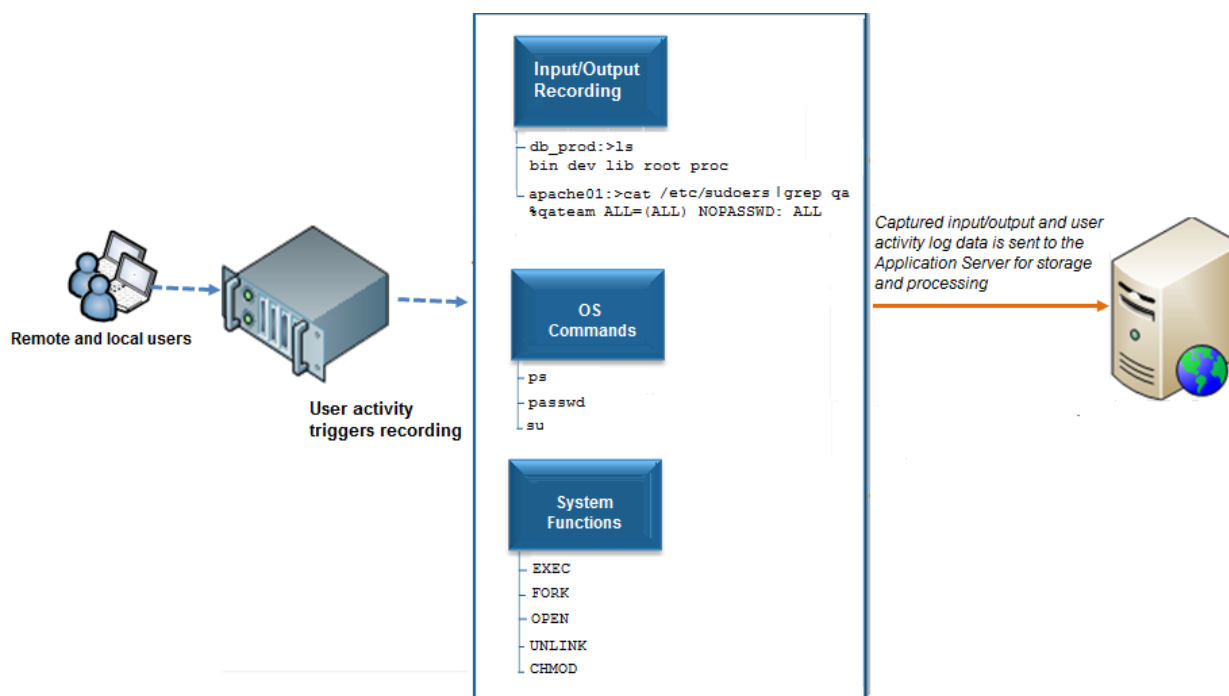 Input/Output
Recording
db_prod:>ls
bin dev lib root proc
apache01:>cat /etc/sudoers|grep qa
%qateam ALL=(ALL) NOPASSWD: ALL
Remote and local users
User activity
triggers recording
OS
Commands
ps
passwd
su
System
Functions
EXEC
FORK
OPEN
UNLINK
CHMOD
Captured input/output and user
activity log data is sent to the
Application Server for storage
and processing